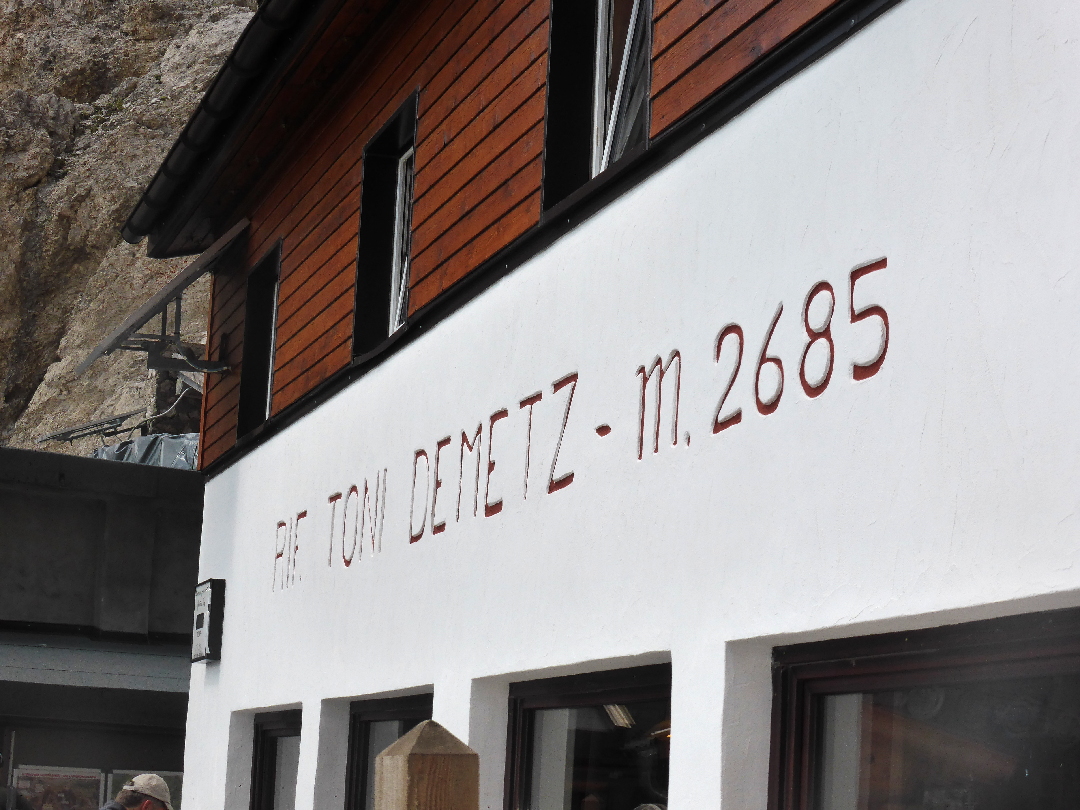 RIF. TONI DEMETZ - m. 2685